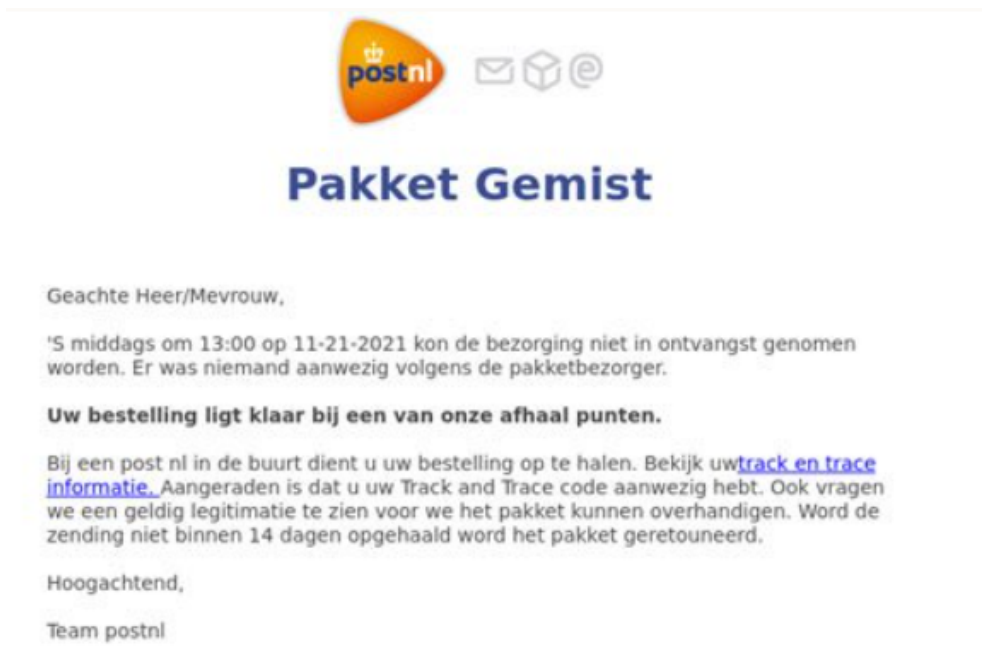 postnl
Pakket Gemist
Geachte Heer/Mevrouw,
'S middags om 13:00 op 11-21-2021 kon de bezorging niet in ontvangst genomen
worden. Er was niemand aanwezig volgens de pakketbezorger.
Uw bestelling ligt klaar bij een van onze afhaal punten.
Bij een post nl in de buurt dient u uw bestelling op te halen. Bekijk uwtrack en trace
informatie. Aangeraden is dat u uw Track and Trace code aanwezig hebt. Ook vragen
we een geldig legitimatie te zien voor we het pakket kunnen overhandigen. Word de
zending niet binnen 14 dagen opgehaald word het pakket geretouneerd.
Hoogachtend,
Team postnl